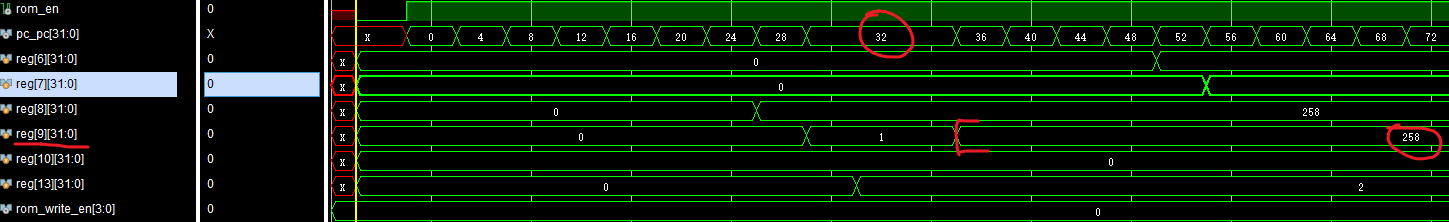 rom_en 0
pc_pc[31:0] X X 0 4 8 12 16 20 24 28 32 36 40 44 48 52 56 60 64 68 72
reg[6][31:0] 0 X 0
reg[7][31:0] 0 X 0
reg[8][31:0] 0 X 0 258
reg[9][31:0] 0 X 0 1 258
reg[10][31:0] 0 X 0
reg[13][31:0] 0 X 0 2
rom_write_en[3:0] 0 0